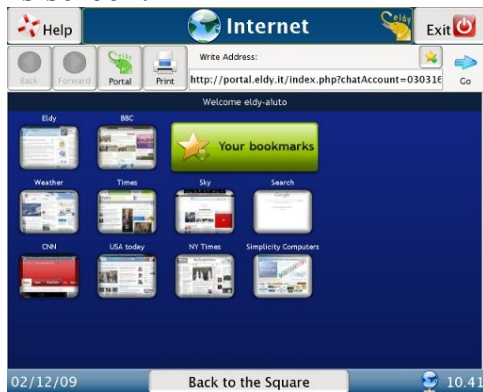 Help
Internet
eldy
Exit
Back
Forward
eldy
Portal
Print
Write Address:
http://portal.eldy.it/index.php?chatAccount=030316
Go
Welcome eldy-aluto
Eldy
BBC
Your bookmarks
Weather
Times
Sky
Search
CNN
USA today
NY Times
Simplicity Computers
02/12/09
Back to the Square
10.41